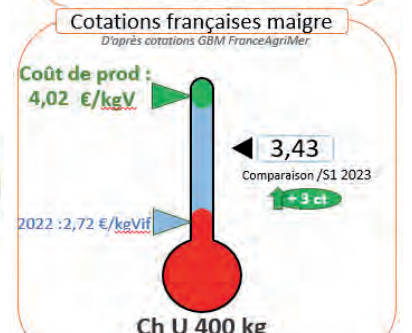 Cotations françaises maigre
D'après cotations GBM FranceAgriMer
Coût de prod :
4,02 €/kgV
3,43
Comparaison /S1 2023
+ 3 ct
2022 :2,72 €/kgVif
Ch U 400 kg